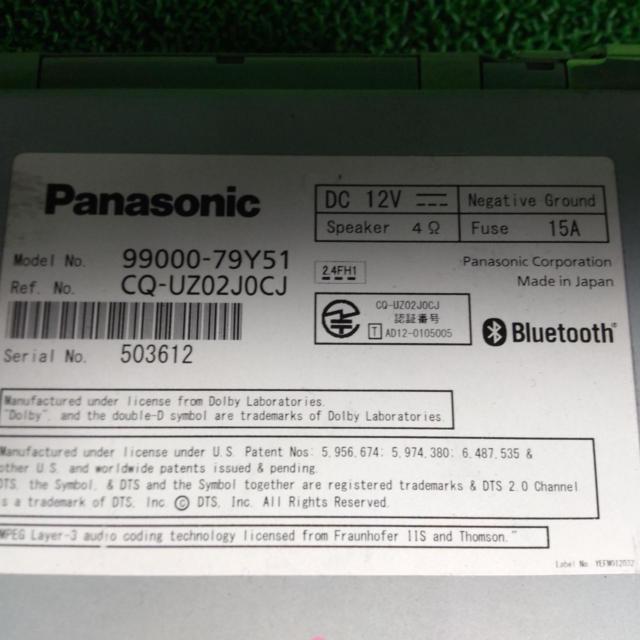 Panasonic
DC 12V
Negative Ground
Speaker 4Ω
Fuse 15A
Model No. 99000-79Y51
Ref. No. CQ-UZ02J0CJ
2.4FH1
Panasonic Corporation
Made in Japan
CQ-UZ02J0CJ
認証番号
T AD12-0105005
Bluetooth®
Serial No. 503612
Manufactured under license from Dolby Laboratories.
"Dolby", and the double-D symbol are trademarks of Dolby Laboratories.
Manufactured under license under U.S. Patent Nos: 5,956,674; 5,974,380; 6,487,535 &
other U.S. and worldwide patents issued & pending.
DTS, the Symbol, & DTS and the Symbol together are registered trademarks & DTS 2.0 Channel
is a trademark of DTS, Inc. © DTS, Inc. All Rights Reserved.
MPEG Layer-3 audio coding technology licensed from Fraunhofer IIS and Thomson."
Label No.